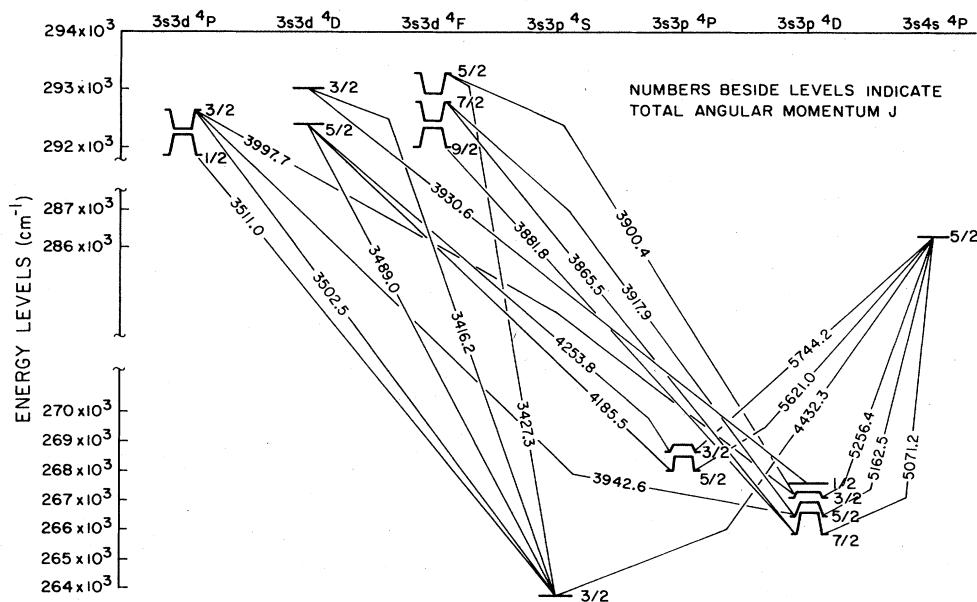 3s3d ⁴P 3s3d ⁴D 3s3d ⁴F 3s3p ⁴S 3s3p ⁴P 3s3p ⁴D 3s4s ⁴P
294x10³
293x10³
292x10³
287x10³
286x10³
270x10³
269x10³
268x10³
267x10³
266x10³
265x10³
264x10³
ENERGY LEVELS (cm⁻¹)
NUMBERS BESIDE LEVELS INDICATE
TOTAL ANGULAR MOMENTUM J
3/2
1/2
3/2
5/2
5/2
7/2
9/2
3997.7
3511.0
3502.5
3489.0
3416.2
3427.3
3930.6
3881.8
3865.5
3917.9
3900.4
4253.8
4185.5
3942.6
5744.2
5621.0
4432.3
5256.4
5162.5
5071.2
5/2
3/2
5/2
1/2
3/2
5/2
7/2
3/2